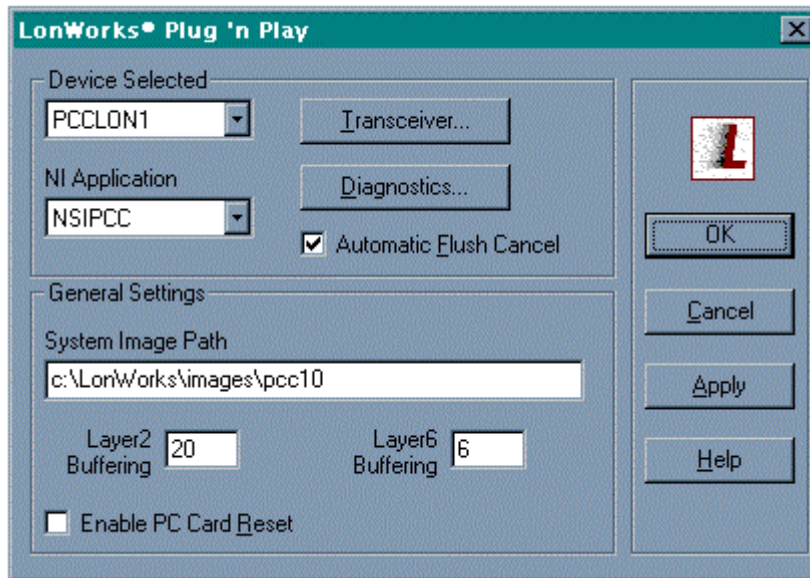 LonWorks® Plug 'n Play
Device Selected
PCCLON1
Transceiver...
NI Application
NSIPCC
Diagnostics...
Automatic Flush Cancel
General Settings
System Image Path
c:\LonWorks\images\pcc10
Layer2
Buffering
20
Layer6
Buffering
6
Enable PC Card Reset
L
OK
Cancel
Apply
Help